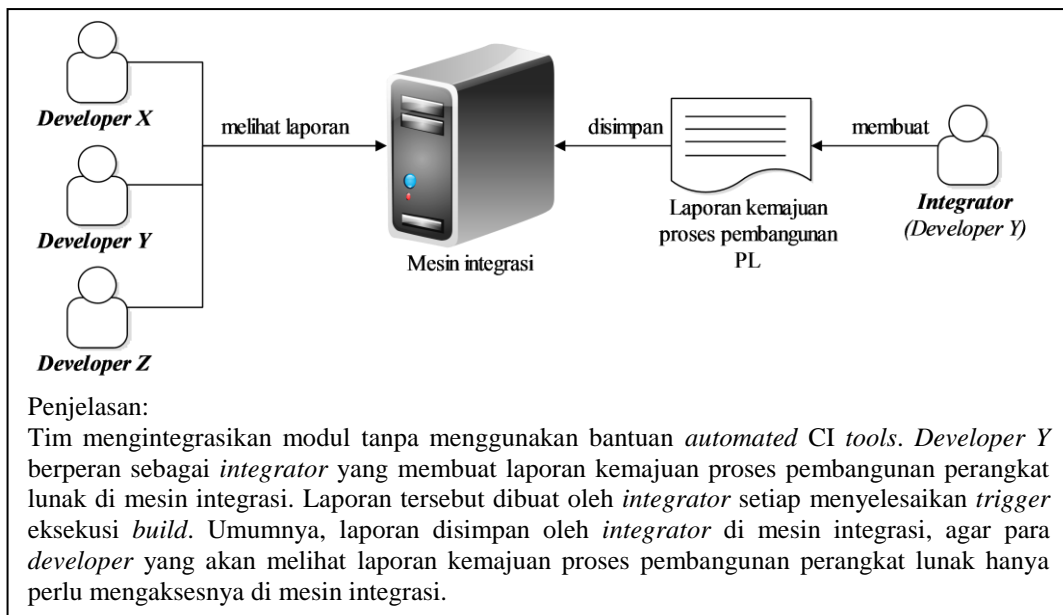 Developer X
melihat laporan
disimpan
membuat
Developer Y
Integrator
(Developer Y)
Laporan kemajuan
proses pembangunan
PL
Mesin integrasi
Developer Z
Penjelasan:
Tim mengintegrasikan modul tanpa menggunakan bantuan automated CI tools. Developer Y
berperan sebagai integrator yang membuat laporan kemajuan proses pembangunan perangkat
lunak di mesin integrasi. Laporan tersebut dibuat oleh integrator setiap menyelesaikan trigger
eksekusi build. Umumnya, laporan disimpan oleh integrator di mesin integrasi, agar para
developer yang akan melihat laporan kemajuan proses pembangunan perangkat lunak hanya
perlu mengaksesnya di mesin integrasi.